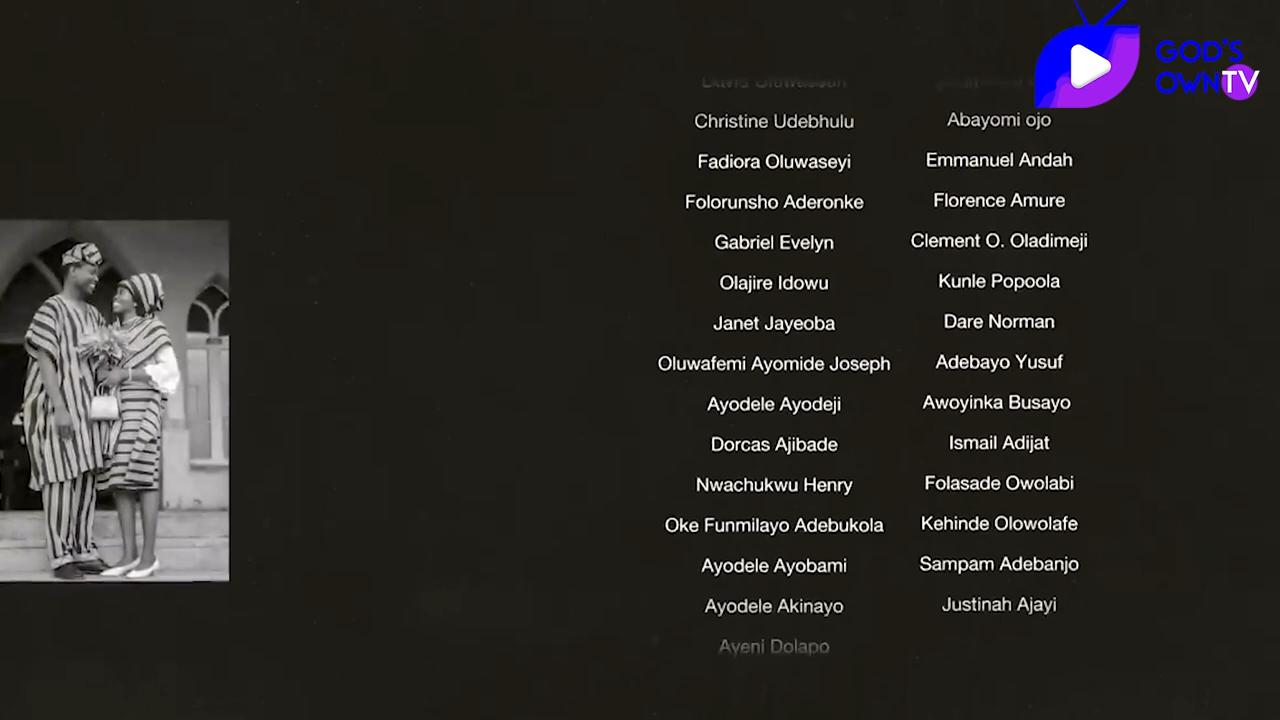 GOD'S
OWN TV
Christine Udebhulu
Fadiora Oluwaseyi
Folorunsho Aderonke
Gabriel Evelyn
Olajire Idowu
Janet Jayeoba
Oluwafemi Ayomide Joseph
Ayodele Ayodeji
Dorcas Ajibade
Nwachukwu Henry
Oke Funmilayo Adebukola
Ayodele Ayobami
Ayodele Akinayo
Ayeni Dolapo
Abayomi ojo
Emmanuel Andah
Florence Amure
Clement O. Oladimeji
Kunle Popoola
Dare Norman
Adebayo Yusuf
Awoyinka Busayo
Ismail Adijat
Folasade Owolabi
Kehinde Olowolafe
Sampam Adebanjo
Justinah Ajayi